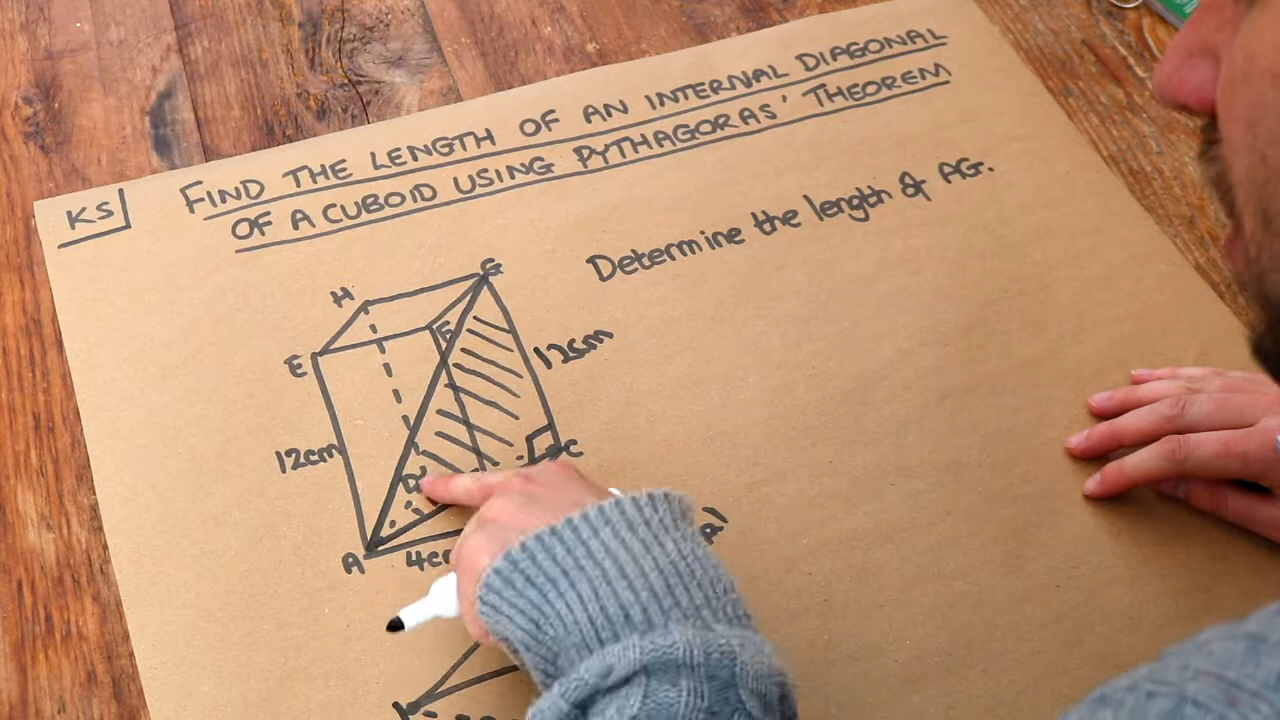 KS
FIND THE LENGTH OF AN INTERNAL DIAGONAL
OF A CUBOID USING PYTHAGORAS' THEOREM
Determine the length of AG.
H
G
E
F
12cm
12cm
D
C
A